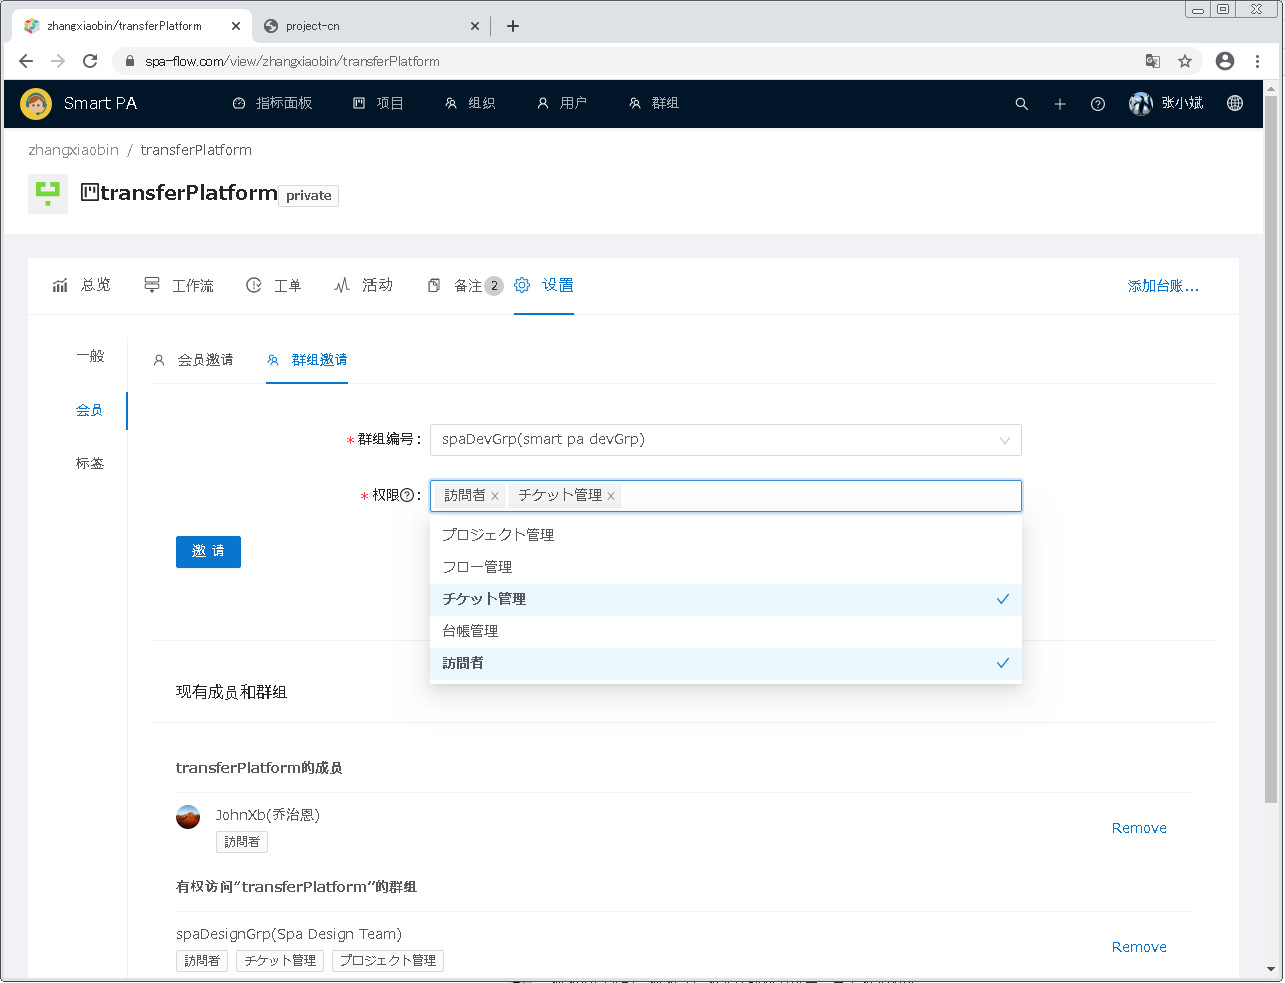 zhangxiaobin/transferPlatform
project-cn
spa-flow.com/view/zhangxiaobin/transferPlatform
Smart PA 指标面板 项目 组织 用户 群组 张小斌
zhangxiaobin / transferPlatform
transferPlatform private
总览 工作流 工单 活动 备注 2 设置 添加台账...
一般
会员
标签
会员邀请 群组邀请
* 群组编号 : spaDevGrp(smart pa devGrp)
* 权限 : 訪問者 × チケット管理 ×
プロジェクト管理
フロー管理
チケット管理
台帳管理
訪問者
邀 请
现有成员和群组
transferPlatform的成员
JohnXb(乔治恩)
訪問者
Remove
有权访问“transferPlatform”的群组
spaDesignGrp(Spa Design Team)
訪問者 チケット管理 プロジェクト管理
Remove